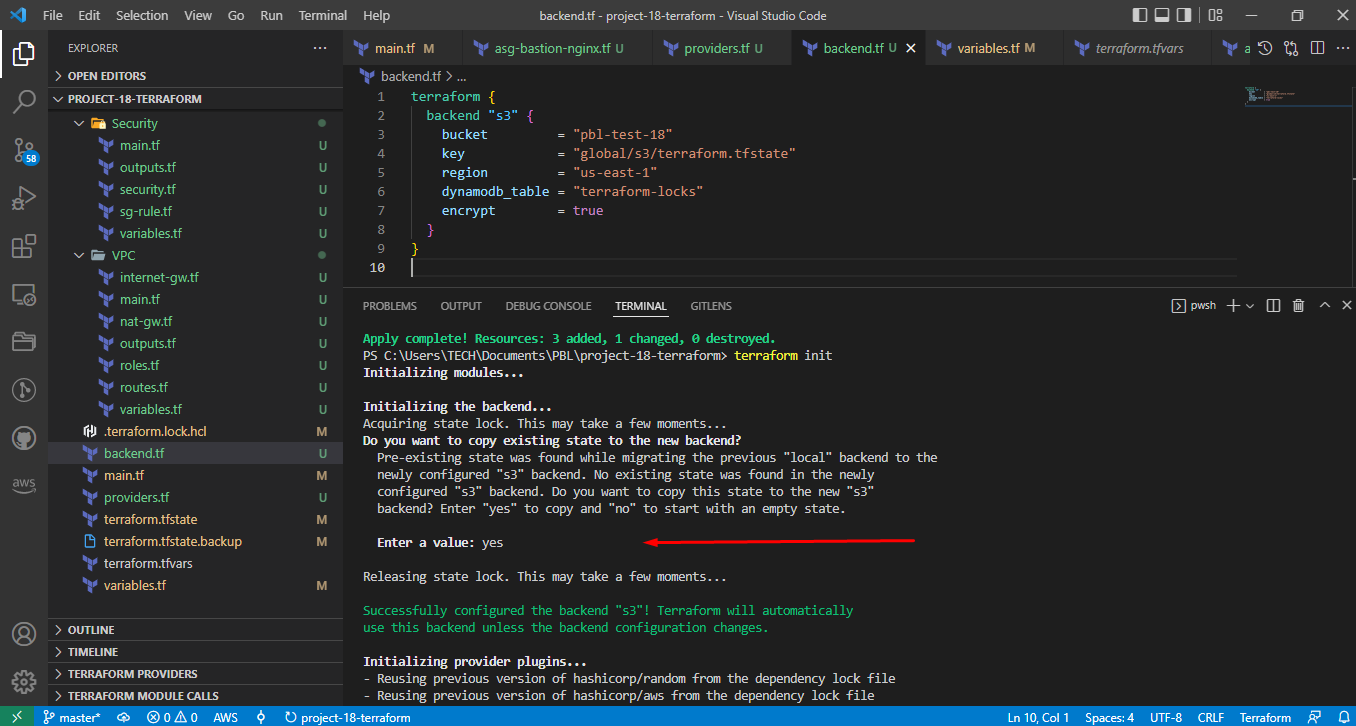 File Edit Selection View Go Run Terminal Help backend.tf - project-18-terraform - Visual Studio Code
EXPLORER
OPEN EDITORS
PROJECT-18-TERRAFORM
Security
main.tf U
outputs.tf U
security.tf U
sg-rule.tf U
variables.tf U
VPC
internet-gw.tf U
main.tf U
nat-gw.tf U
outputs.tf U
roles.tf U
routes.tf U
variables.tf U
.terraform.lock.hcl M
backend.tf U
main.tf M
providers.tf U
terraform.tfstate M
terraform.tfstate.backup M
terraform.tfvars
variables.tf M
OUTLINE
TIMELINE
TERRAFORM PROVIDERS
TERRAFORM MODULE CALLS
58
aws
main.tf M asg-bastion-nginx.tf U providers.tf U backend.tf U variables.tf M terraform.tfvars a
backend.tf > ...
1 terraform {
2 backend "s3" {
3 bucket = "pbl-test-18"
4 key = "global/s3/terraform.tfstate"
5 region = "us-east-1"
6 dynamodb_table = "terraform-locks"
7 encrypt = true
8 }
9 }
10
PROBLEMS OUTPUT DEBUG CONSOLE TERMINAL GITLENS pwsh
Apply complete! Resources: 3 added, 1 changed, 0 destroyed.
PS C:\Users\TECH\Documents\PBL\project-18-terraform> terraform init
Initializing modules...
Initializing the backend...
Acquiring state lock. This may take a few moments...
Do you want to copy existing state to the new backend?
Pre-existing state was found while migrating the previous "local" backend to the
newly configured "s3" backend. No existing state was found in the newly
configured "s3" backend. Do you want to copy this state to the new "s3"
backend? Enter "yes" to copy and "no" to start with an empty state.
Enter a value: yes
Releasing state lock. This may take a few moments...
Successfully configured the backend "s3"! Terraform will automatically
use this backend unless the backend configuration changes.
Initializing provider plugins...
- Reusing previous version of hashicorp/random from the dependency lock file
- Reusing previous version of hashicorp/aws from the dependency lock file
master* 0 0 AWS project-18-terraform Ln 10, Col 1 Spaces: 4 UTF-8 CRLF Terraform